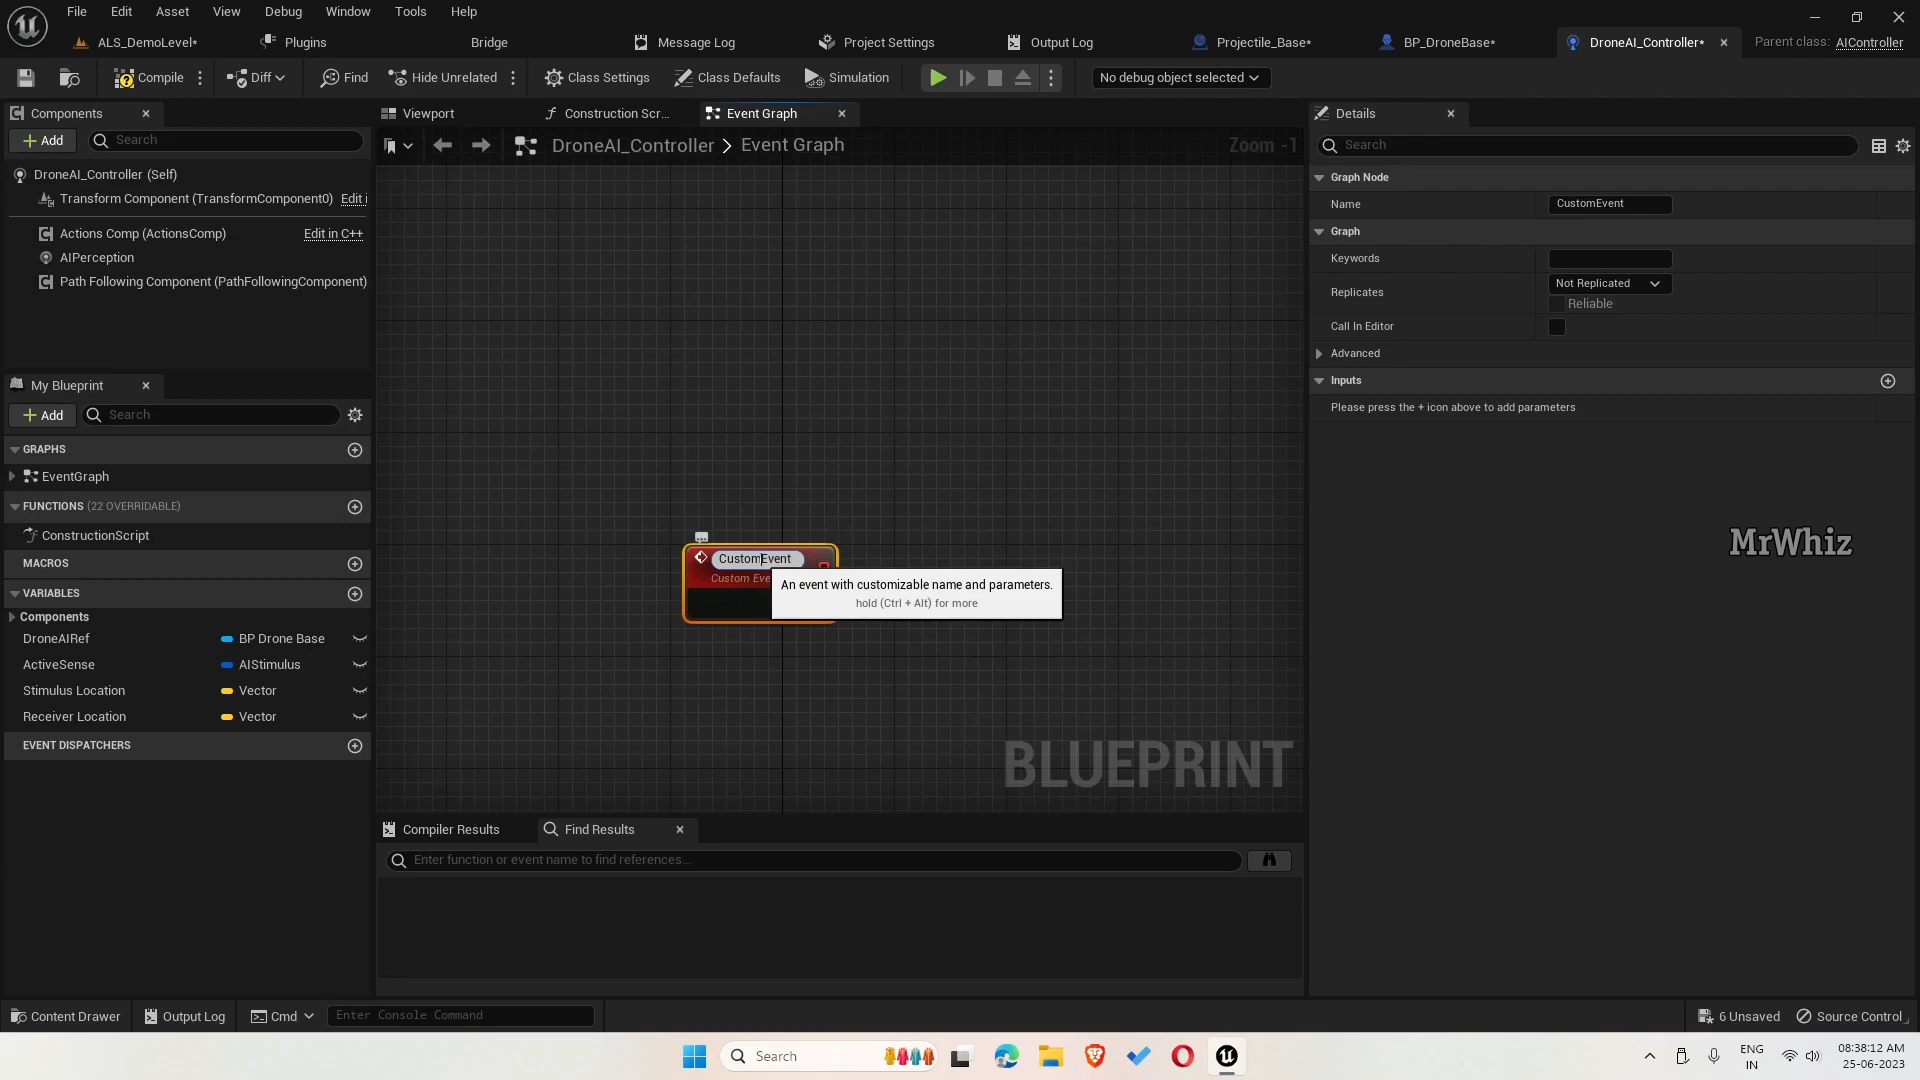 File Edit Asset View Debug Window Tools Help
ALS_DemoLevel* Plugins Bridge Message Log Project Settings Output Log Projectile_Base* BP_DroneBase* DroneAI_Controller* Parent class: AIController
Compile Diff Find Hide Unrelated Class Settings Class Defaults Simulation No debug object selected
Components Viewport Construction Scr... Event Graph Details
Add Search
DroneAI_Controller > Event Graph Zoom -1
Search
DroneAI_Controller (Self)
Transform Component (TransformComponent0) Edit i
Actions Comp (ActionsComp) Edit in C++
AIPerception
Path Following Component (PathFollowingComponent)
My Blueprint
Add Search
GRAPHS
EventGraph
FUNCTIONS (22 OVERRIDABLE)
ConstructionScript
MACROS
VARIABLES
Components
DroneAIRef BP Drone Base
ActiveSense AIStimulus
Stimulus Location Vector
Receiver Location Vector
EVENT DISPATCHERS
CustomEvent
Custom Eve
An event with customizable name and parameters.
hold (Ctrl + Alt) for more
BLUEPRINT
Compiler Results Find Results
Enter function or event name to find references...
Graph Node
Name CustomEvent
Graph
Keywords
Replicates Not Replicated
Reliable
Call In Editor
Advanced
Inputs
Please press the + icon above to add parameters
MrWhiz
Content Drawer Output Log Cmd Enter Console Command 6 Unsaved Source Control
Search
ENG
IN
08:38:12 AM
25-06-2023